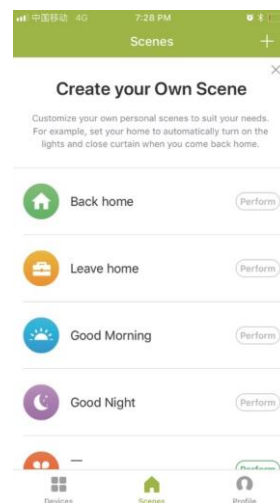 中国移动 4G 7:28 PM
Scenes +
×
Create your Own Scene
Customize your own personal scenes to suit your needs.
For example, set your home to automatically turn on the
lights and close curtain when you come back home.
Back home Perform
Leave home Perform
Good Morning Perform
Good Night Perform
— Perform
Devices Scenes Profile